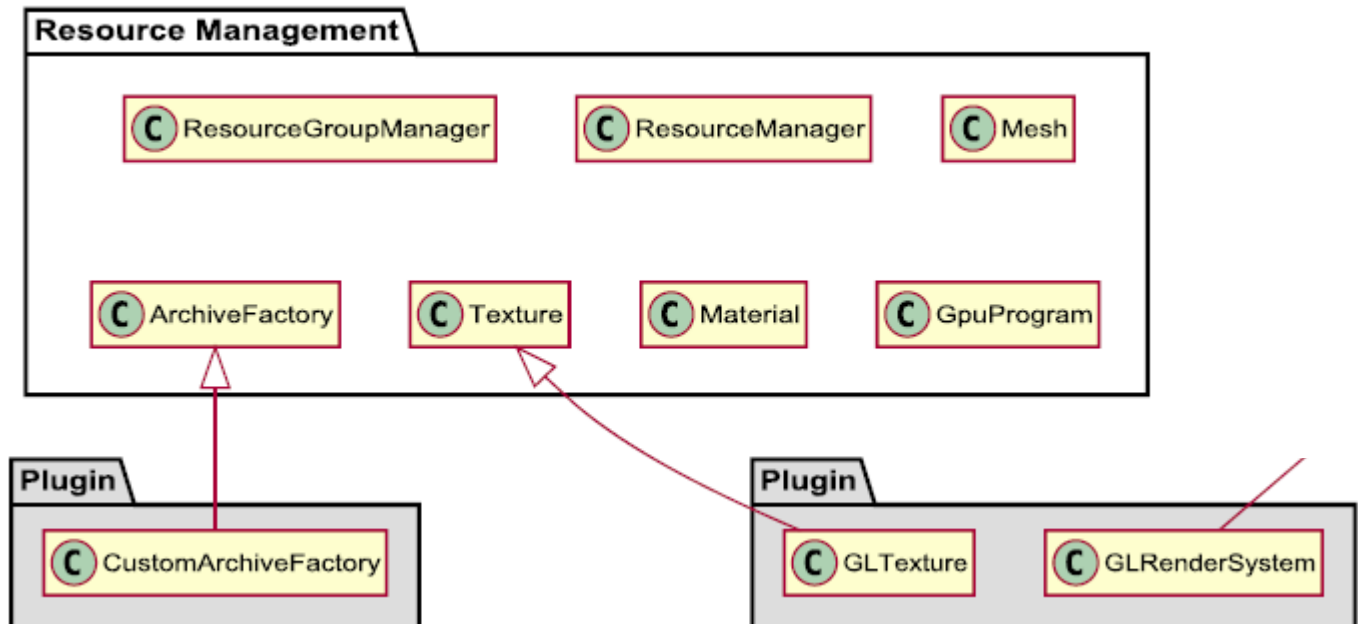 Resource Management
C ResourceGroupManager
C ResourceManager
C Mesh
C ArchiveFactory
C Texture
C Material
C GpuProgram
Plugin
Plugin
C CustomArchiveFactory
C GLTexture
C GLRenderSystem